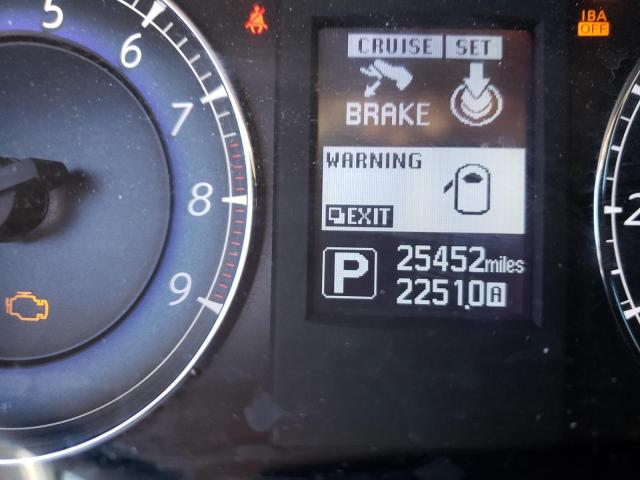 5
6
7
8
9
CRUISE SET
BRAKE
WARNING
EXIT
P
25452 miles
2251.0 A
IBA
OFF
2